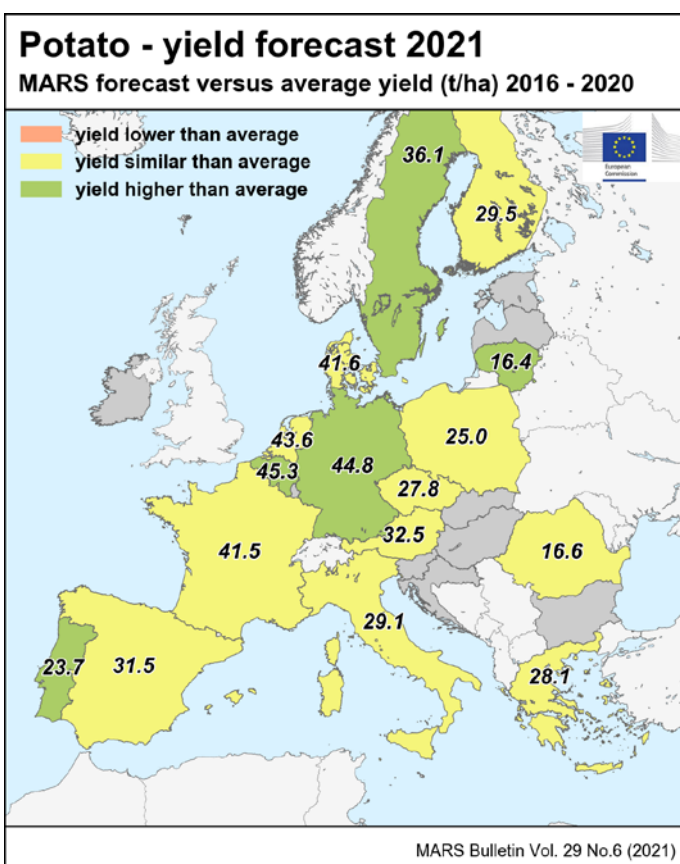 Potato - yield forecast 2021
MARS forecast versus average yield (t/ha) 2016 - 2020
yield lower than average
yield similar than average
yield higher than average
European
Commission
36.1
29.5
41.6
16.4
43.6
25.0
45.3
44.8
27.8
32.5
41.5
16.6
29.1
23.7
31.5
28.1
MARS Bulletin Vol. 29 No.6 (2021)